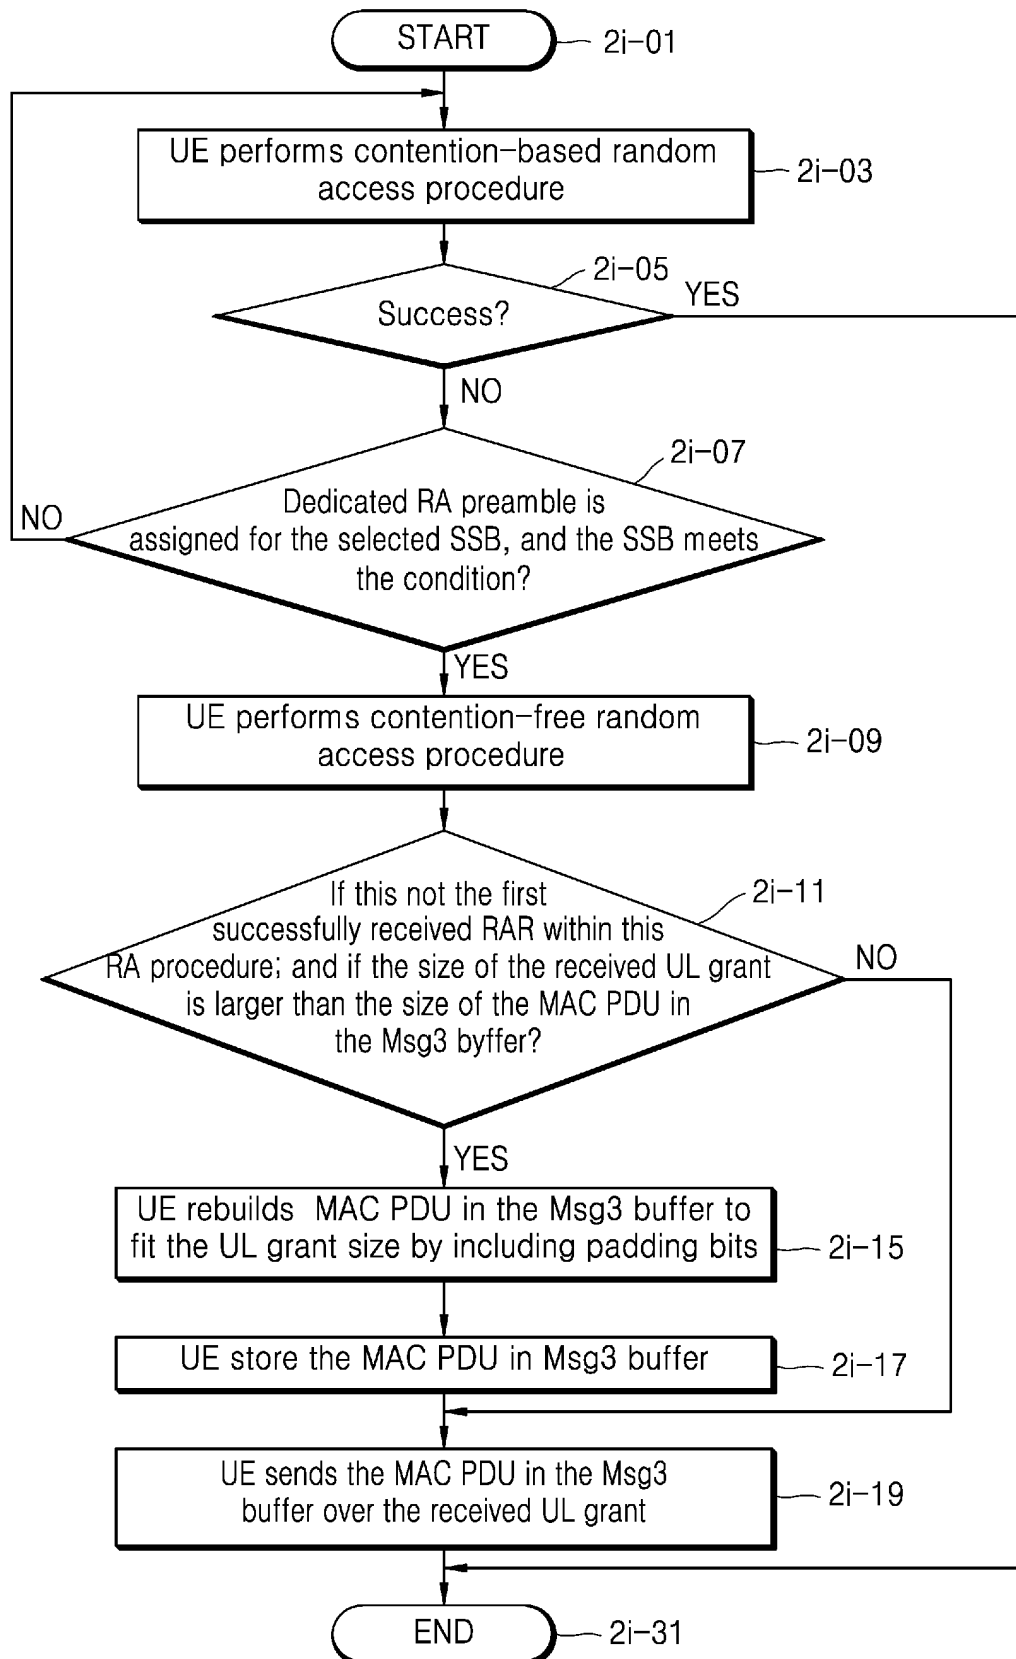 START
2i-01
UE performs contention-based random
access procedure
2i-03
2i-05
YES
Success?
NO
2i-07
Dedicated RA preamble is
assigned for the selected SSB, and the SSB meets
the condition?
NO
YES
UE performs contention-free random
access procedure
2i-09
2i-11
If this not the first
successfully received RAR within this
RA procedure; and if the size of the received UL grant
is larger than the size of the MAC PDU in
the Msg3 byffer?
NO
YES
UE rebuilds MAC PDU in the Msg3 buffer to
fit the UL grant size by including padding bits
2i-15
UE store the MAC PDU in Msg3 buffer
2i-17
UE sends the MAC PDU in the Msg3
buffer over the received UL grant
2i-19
END
2i-31